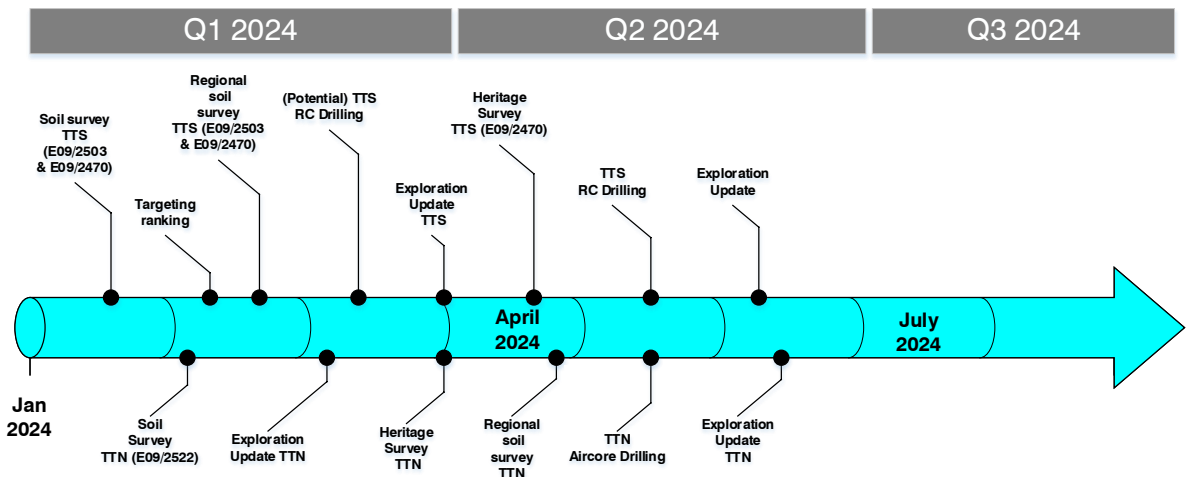 Q1 2024
Q2 2024
Q3 2024
Soil survey
TTS
(E09/2503
& E09/2470)
Targeting
ranking
Regional
soil
survey
TTS (E09/2503
& E09/2470)
(Potential) TTS
RC Drilling
Exploration
Update
TTS
Heritage
Survey
TTS (E09/2470)
TTS
RC Drilling
Exploration
Update
April
2024
July
2024
Jan
2024
Soil
Survey
TTN (E09/2522)
Exploration
Update TTN
Heritage
Survey
TTN
Regional
soil
survey
TTN
TTN
Aircore Drilling
Exploration
Update
TTN